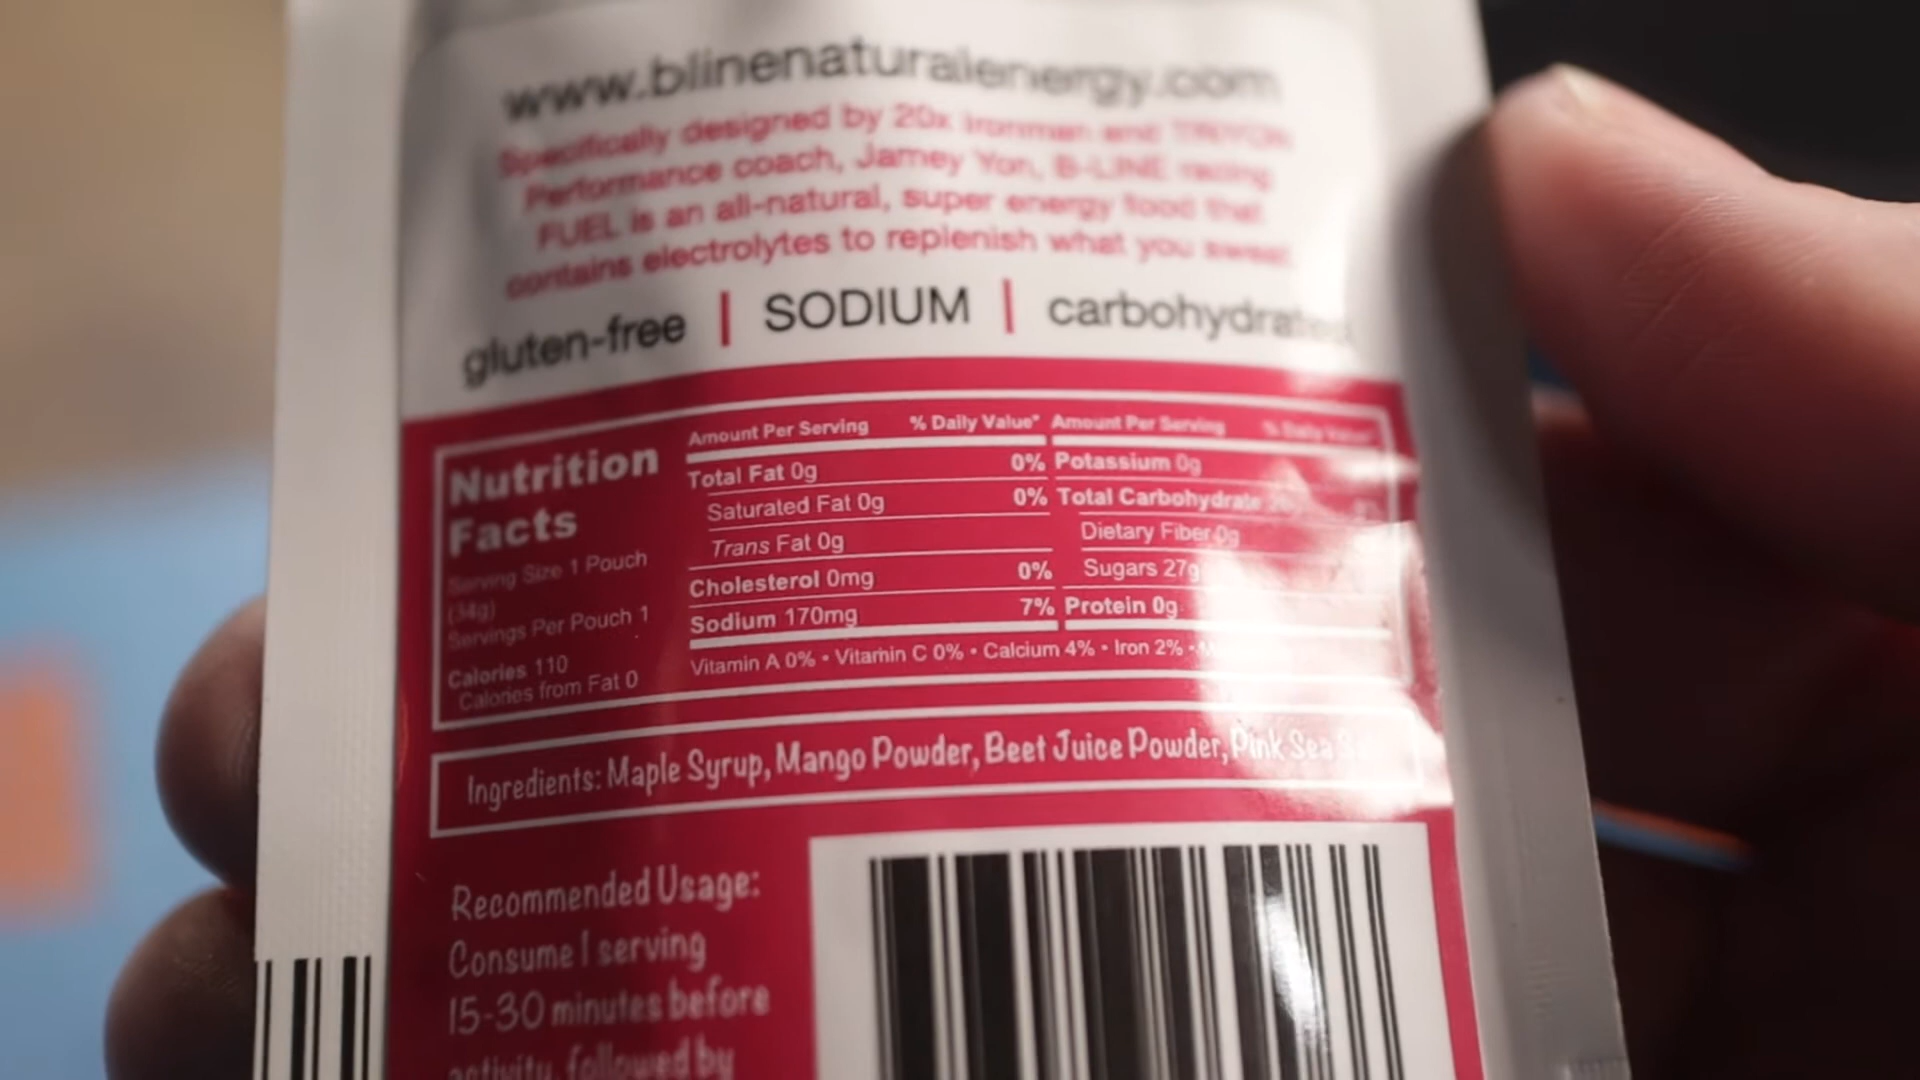 www.blinenaturalenergy.com
Specifically designed by 20x Ironman and TRIYON
Performance coach, Jamey Yon, B-LINE racing
FUEL is an all-natural, super energy food that
contains electrolytes to replenish what you sweat
gluten-free | SODIUM | carbohydrates
Nutrition
Facts
Serving Size 1 Pouch
(34g)
Servings Per Pouch 1
Calories 110
Calories from Fat 0
Amount Per Serving % Daily Value*
Total Fat 0g 0%
Saturated Fat 0g 0%
Trans Fat 0g
Cholesterol 0mg 0%
Sodium 170mg 7%
Amount Per Serving % Daily Value*
Potassium 0g
Total Carbohydrate
Dietary Fiber 0g
Sugars 27g
Protein 0g
Vitamin A 0% • Vitamin C 0% • Calcium 4% • Iron 2% •
Ingredients: Maple Syrup, Mango Powder, Beet Juice Powder, Pink Sea
Recommended Usage:
Consume 1 serving
15-30 minutes before
activity, followed by